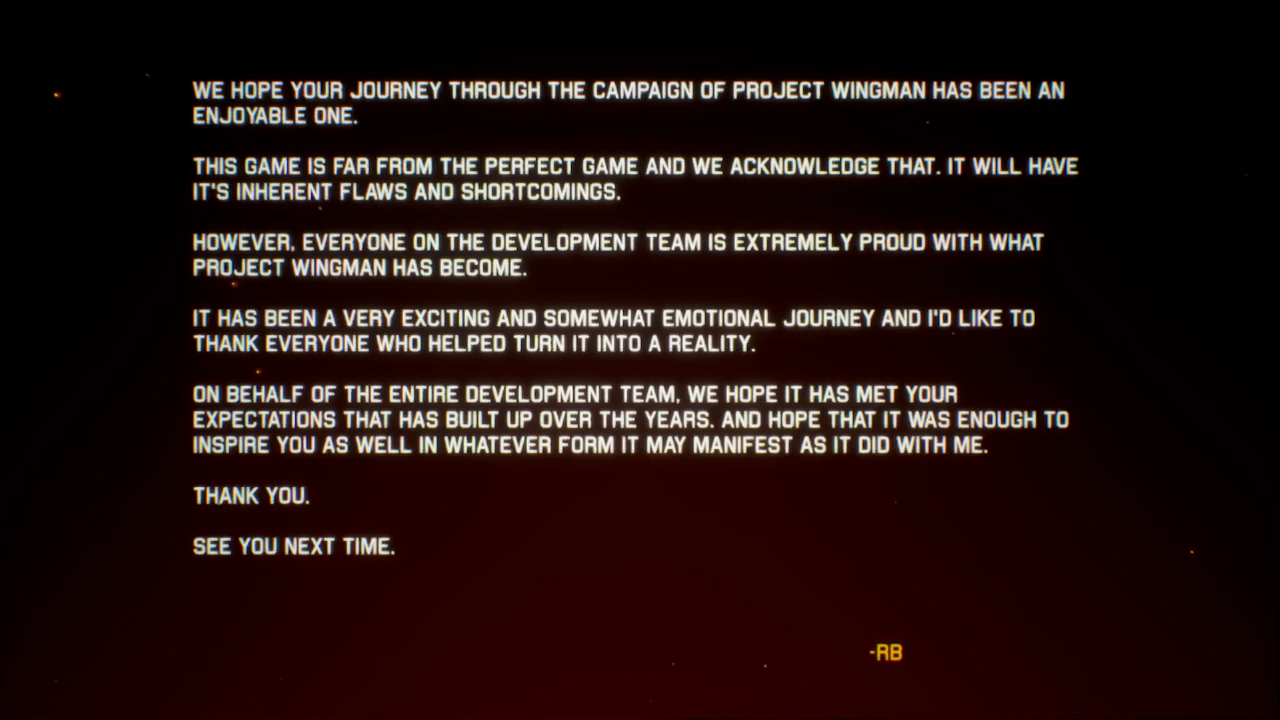 WE HOPE YOUR JOURNEY THROUGH THE CAMPAIGN OF PROJECT WINGMAN HAS BEEN AN
ENJOYABLE ONE.
THIS GAME IS FAR FROM THE PERFECT GAME AND WE ACKNOWLEDGE THAT. IT WILL HAVE
IT'S INHERENT FLAWS AND SHORTCOMINGS.
HOWEVER, EVERYONE ON THE DEVELOPMENT TEAM IS EXTREMELY PROUD WITH WHAT
PROJECT WINGMAN HAS BECOME.
IT HAS BEEN A VERY EXCITING AND SOMEWHAT EMOTIONAL JOURNEY AND I'D LIKE TO
THANK EVERYONE WHO HELPED TURN IT INTO A REALITY.
ON BEHALF OF THE ENTIRE DEVELOPMENT TEAM, WE HOPE IT HAS MET YOUR
EXPECTATIONS THAT HAS BUILT UP OVER THE YEARS. AND HOPE THAT IT WAS ENOUGH TO
INSPIRE YOU AS WELL IN WHATEVER FORM IT MAY MANIFEST AS IT DID WITH ME.
THANK YOU.
SEE YOU NEXT TIME.
-RB